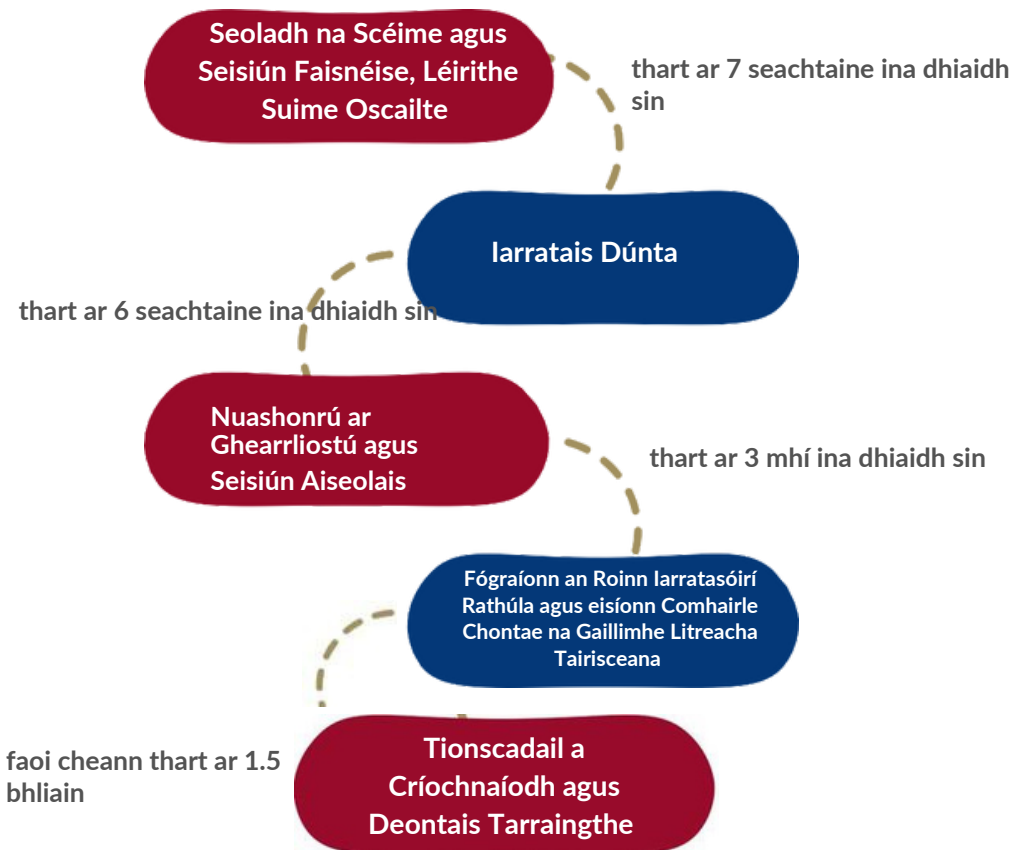 Seoladh na Scéime agus
Seisiún Faisnéise, Léirithe
Suime Oscailte
thart ar 7 seachtaine ina dhiaidh
sin
Iarratais Dúnta
thart ar 6 seachtaine ina dhiaidh sin
Nuashonrú ar
Ghearrliostú agus
Seisiún Aiseolais
thart ar 3 mhí ina dhiaidh sin
Fógraíonn an Roinn Iarratasóirí
Rathúla agus eisíonn Comhairle
Chontae na Gaillimhe Litreacha
Tairisceana
faoi cheann thart ar 1.5
bhliain
Tionscadail a
Críochnaíodh agus
Deontais Tarraingthe